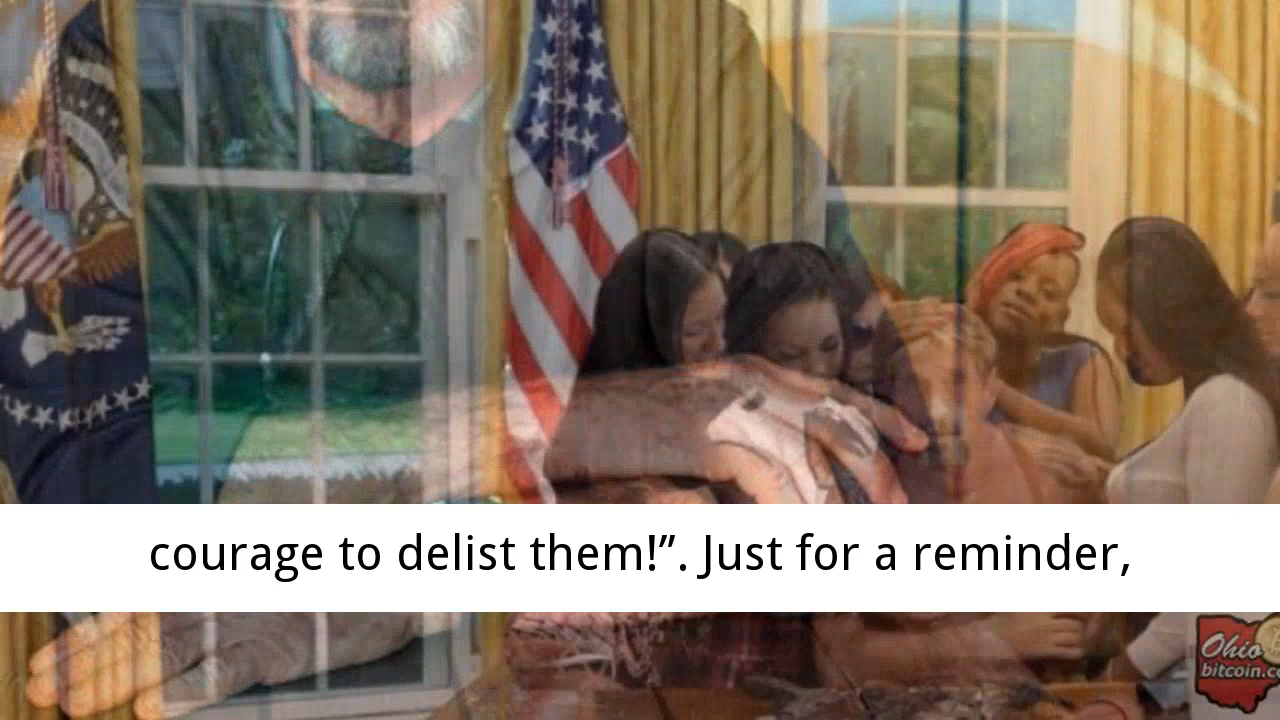 courage to delist them!”. Just for a reminder,
Ohio
bitcoin.c